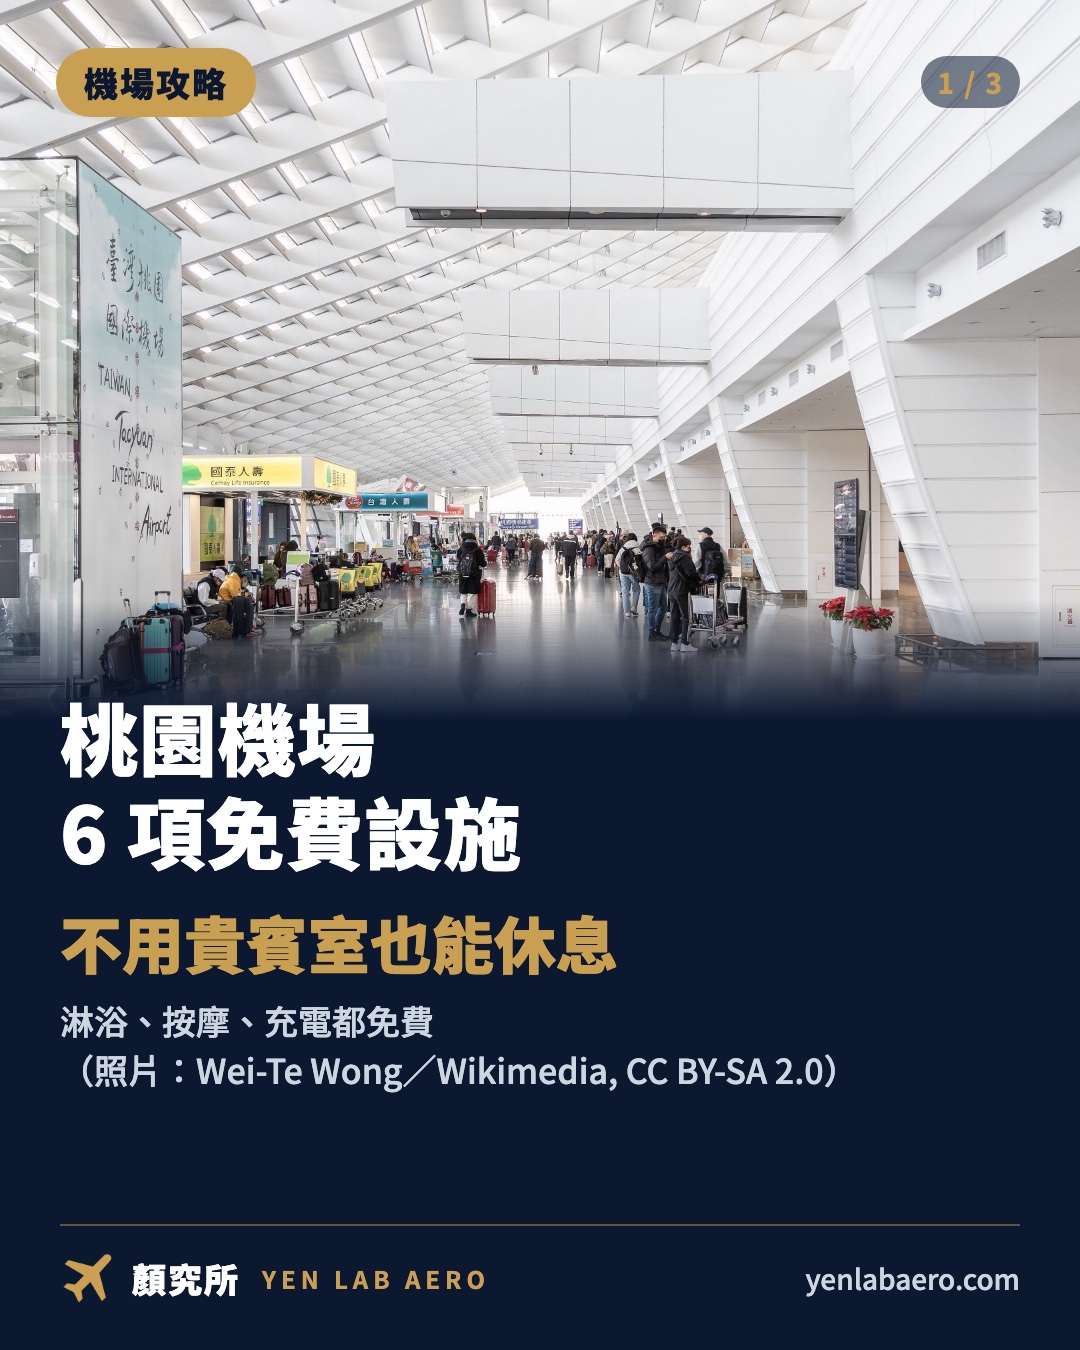 機場攻略
1 / 3
臺灣桃園
國際機場
TAIWAN
Taoyuan
INTERNATIONAL
Airport
國泰人壽
Cathay Life Insurance
台灣人壽
桃園機場
6 項免費設施
不用貴賓室也能休息
淋浴、按摩、充電都免費
（照片：Wei-Te Wong／Wikimedia, CC BY-SA 2.0）
顏究所 YEN LAB AERO
yenlabaero.com